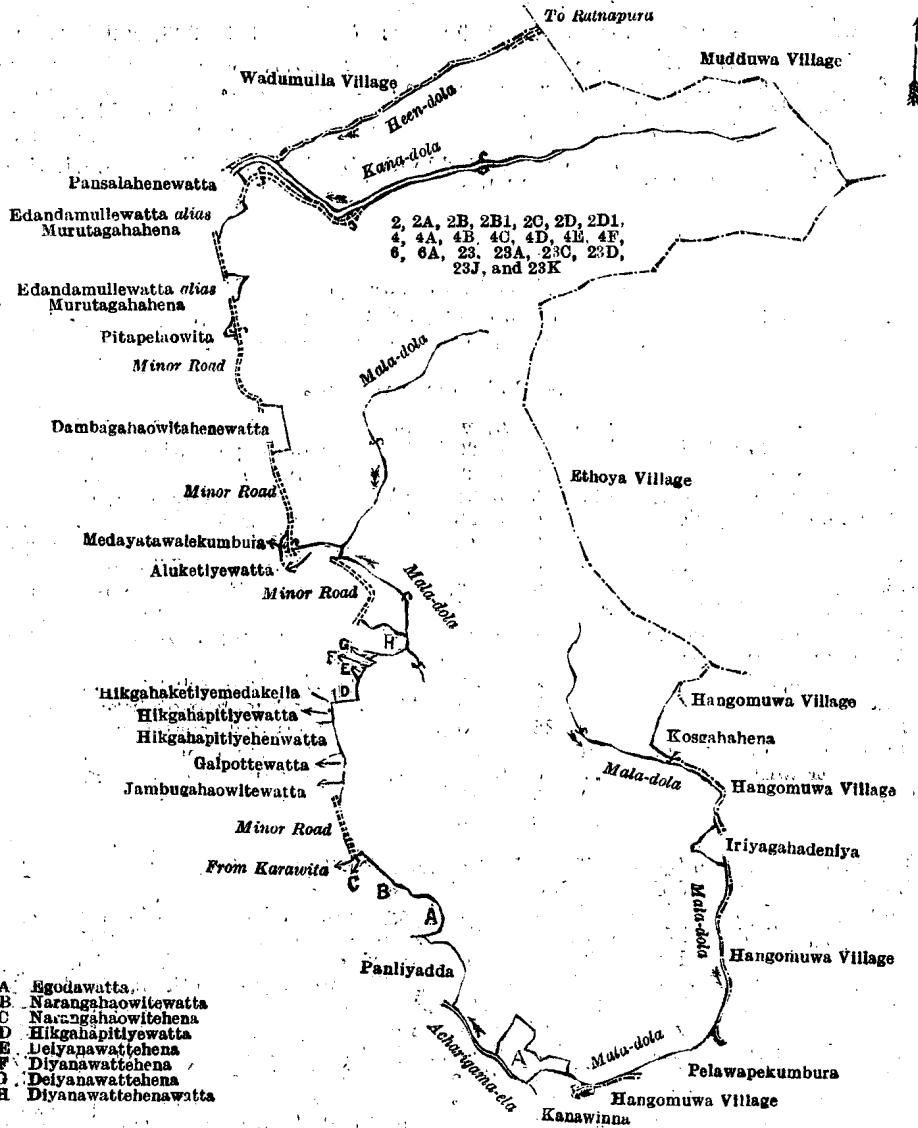 To Ratnapura
Mudduwa Village
Wadumulla Village
Heen-dola
Kana-dola
Pansalahenewatta
Edandamullewatta alias
Murutagahahena
2, 2A, 2B, 2B1, 2C, 2D, 2D1,
4, 4A, 4B, 4C, 4D, 4E, 4F,
6, 6A, 23, 23A, 23C, 23D,
23J, and 23K
Edandamullewatta alias
Murutagahahena
Pitapelaowita
Minor Road
Mala-dola
Dambagahaowitahenewatta
Ethoya Village
Minor Road
Medayatawalekumbura
Aluketiyewatta
Minor Road
Mala-dola
H
G
F
E
D
Hikgahaketiyemedakella
Hikgahapitiyewatta
Hikgahapitiyehenwatta
Galpottewatta
Jambugahaowitewatta
Minor Road
From Karawita
C
B
A
Hangomuwa Village
Kosgahahena
Mala-dola
Hangomuwa Village
Iriyagahadeniya
Mala-dola
Hangomuwa Village
Panliyadda
Acharigama-ela
A
Mala-dola
Pelawapekumbura
Hangomuwa Village
Kanawinna
A Egodawatta
B Narangahaowitewatta
C Narangahaowitehena
D Hikgahapitiyewatta
E Deiyanawattehena
F Diyanawattehena
G Deiyanawattehena
H Diyanawattehenawatta